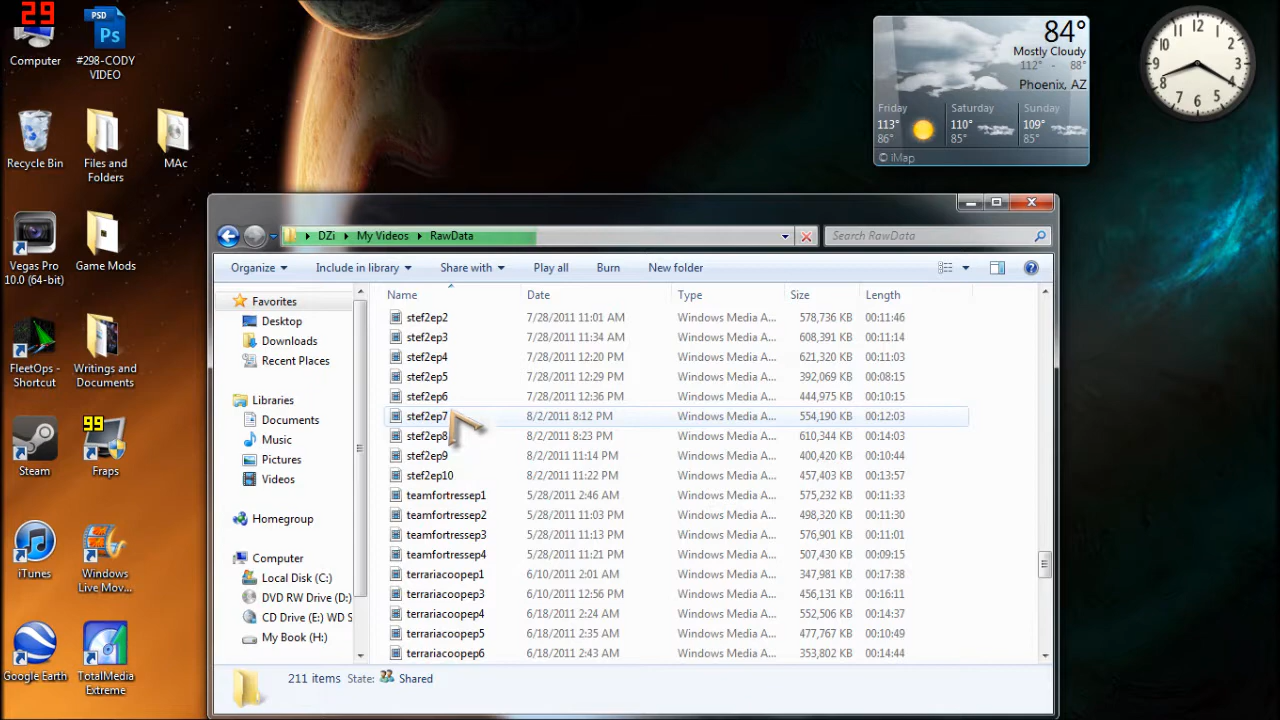 29
PSD
Ps
Computer
#298-CODY
VIDEO
Recycle Bin
Files and
Folders
MAc
Vegas Pro
10.0 (64-bit)
Game Mods
FleetOps -
Shortcut
Writings and
Documents
99
Steam
Fraps
iTunes
Windows
Live Mov...
Google Earth
TotalMedia
Extreme
84°
Mostly Cloudy
112° - 88°
Phoenix, AZ
Friday Saturday Sunday
113° 110° 109°
86° 85° 85°
© iMap
12 1 2 3 4 5 6 7 8 9 10 11
DZi My Videos RawData Search RawData
Organize Include in library Share with Play all Burn New folder
Favorites
Desktop
Downloads
Recent Places
Libraries
Documents
Music
Pictures
Videos
Homegroup
Computer
Local Disk (C:)
DVD RW Drive (D:)
CD Drive (E:) WD S
My Book (H:)
Name Date Type Size Length
stef2ep2 7/28/2011 11:01 AM Windows Media A... 578,736 KB 00:11:46
stef2ep3 7/28/2011 11:34 AM Windows Media A... 608,391 KB 00:11:14
stef2ep4 7/28/2011 12:20 PM Windows Media A... 621,320 KB 00:11:03
stef2ep5 7/28/2011 12:29 PM Windows Media A... 392,069 KB 00:08:15
stef2ep6 7/28/2011 12:36 PM Windows Media A... 444,975 KB 00:10:15
stef2ep7 8/2/2011 8:12 PM Windows Media A... 554,190 KB 00:12:03
stef2ep8 8/2/2011 8:23 PM Windows Media A... 610,344 KB 00:14:03
stef2ep9 8/2/2011 11:14 PM Windows Media A... 400,420 KB 00:10:44
stef2ep10 8/2/2011 11:22 PM Windows Media A... 457,403 KB 00:13:57
teamfortressep1 5/28/2011 2:46 AM Windows Media A... 575,232 KB 00:11:33
teamfortressep2 5/28/2011 11:03 PM Windows Media A... 498,320 KB 00:11:30
teamfortressep3 5/28/2011 11:13 PM Windows Media A... 576,901 KB 00:11:01
teamfortressep4 5/28/2011 11:21 PM Windows Media A... 507,430 KB 00:09:15
terrariacoopep1 6/10/2011 2:01 AM Windows Media A... 347,981 KB 00:17:38
terrariacoopep3 6/10/2011 12:56 PM Windows Media A... 456,131 KB 00:16:11
terrariacoopep4 6/18/2011 2:24 AM Windows Media A... 552,506 KB 00:14:37
terrariacoopep5 6/18/2011 2:35 AM Windows Media A... 477,767 KB 00:10:49
terrariacoopep6 6/18/2011 2:43 AM Windows Media A... 353,802 KB 00:14:44
211 items State: Shared